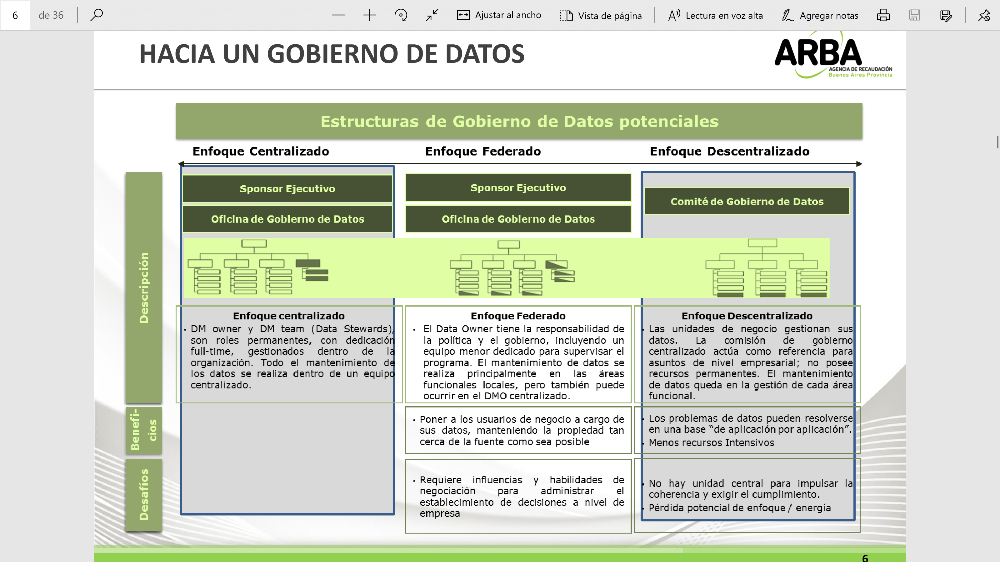 6 de 36 Ajustar al ancho Vista de página Lectura en voz alta Agregar notas
HACIA UN GOBIERNO DE DATOS
ARBA
AGENCIA DE RECAUDACIÓN
Buenos Aires Provincia
Estructuras de Gobierno de Datos potenciales
Enfoque Centralizado
Enfoque Federado
Enfoque Descentralizado
Descripción
Sponsor Ejecutivo
Oficina de Gobierno de Datos
Sponsor Ejecutivo
Oficina de Gobierno de Datos
Comité de Gobierno de Datos
Enfoque centralizado
• DM owner y DM team (Data Stewards),
son roles permanentes, con dedicación
full-time, gestionados dentro de la
organización. Todo el mantenimiento de
los datos se realiza dentro de un equipo
centralizado.
Enfoque Federado
• El Data Owner tiene la responsabilidad de
la política y el gobierno, incluyendo un
equipo menor dedicado para supervisar el
programa. El mantenimiento de datos se
realiza principalmente en las áreas
funcionales locales, pero también puede
ocurrir en el DMO centralizado.
Enfoque Descentralizado
• Las unidades de negocio gestionan sus
datos. La comisión de gobierno
centralizado actúa como referencia para
asuntos de nivel empresarial; no posee
recursos permanentes. El mantenimiento
de datos queda en la gestión de cada área
funcional.
Benefi-
cios
• Poner a los usuarios de negocio a cargo de
sus datos, manteniendo la propiedad tan
cerca de la fuente como sea posible
• Los problemas de datos pueden resolverse
en una base “de aplicación por aplicación”.
• Menos recursos Intensivos
Desafíos
• Requiere influencias y habilidades de
negociación para administrar el
establecimiento de decisiones a nivel de
empresa
• No hay unidad central para impulsar la
coherencia y exigir el cumplimiento.
• Pérdida potencial de enfoque / energía
6